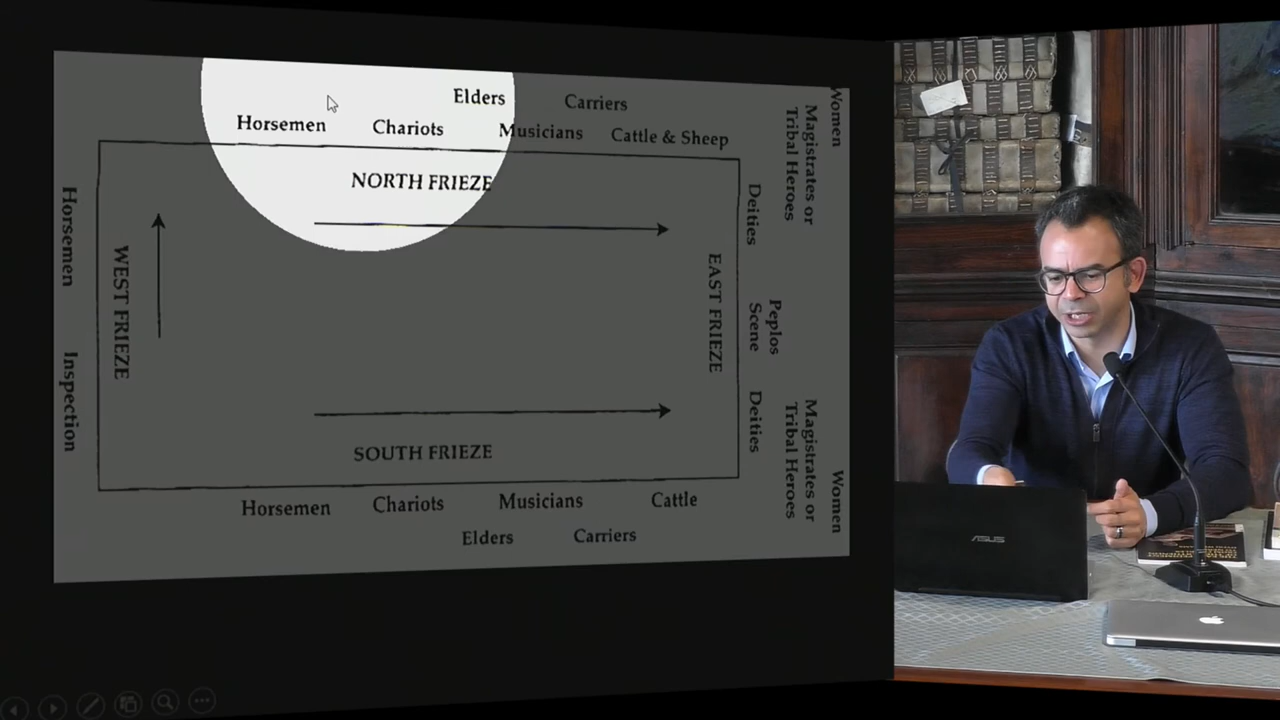 Elders
Carriers
Horsemen
Chariots
Musicians
Cattle & Sheep
NORTH FRIEZE
Women
Magistrates or
Tribal Heroes
Deities
Horsemen
WEST FRIEZE
EAST FRIEZE
Peplos
Scene
Inspection
Deities
Magistrates or
Tribal Heroes
Women
SOUTH FRIEZE
Horsemen
Chariots
Musicians
Cattle
Elders
Carriers
ASUS